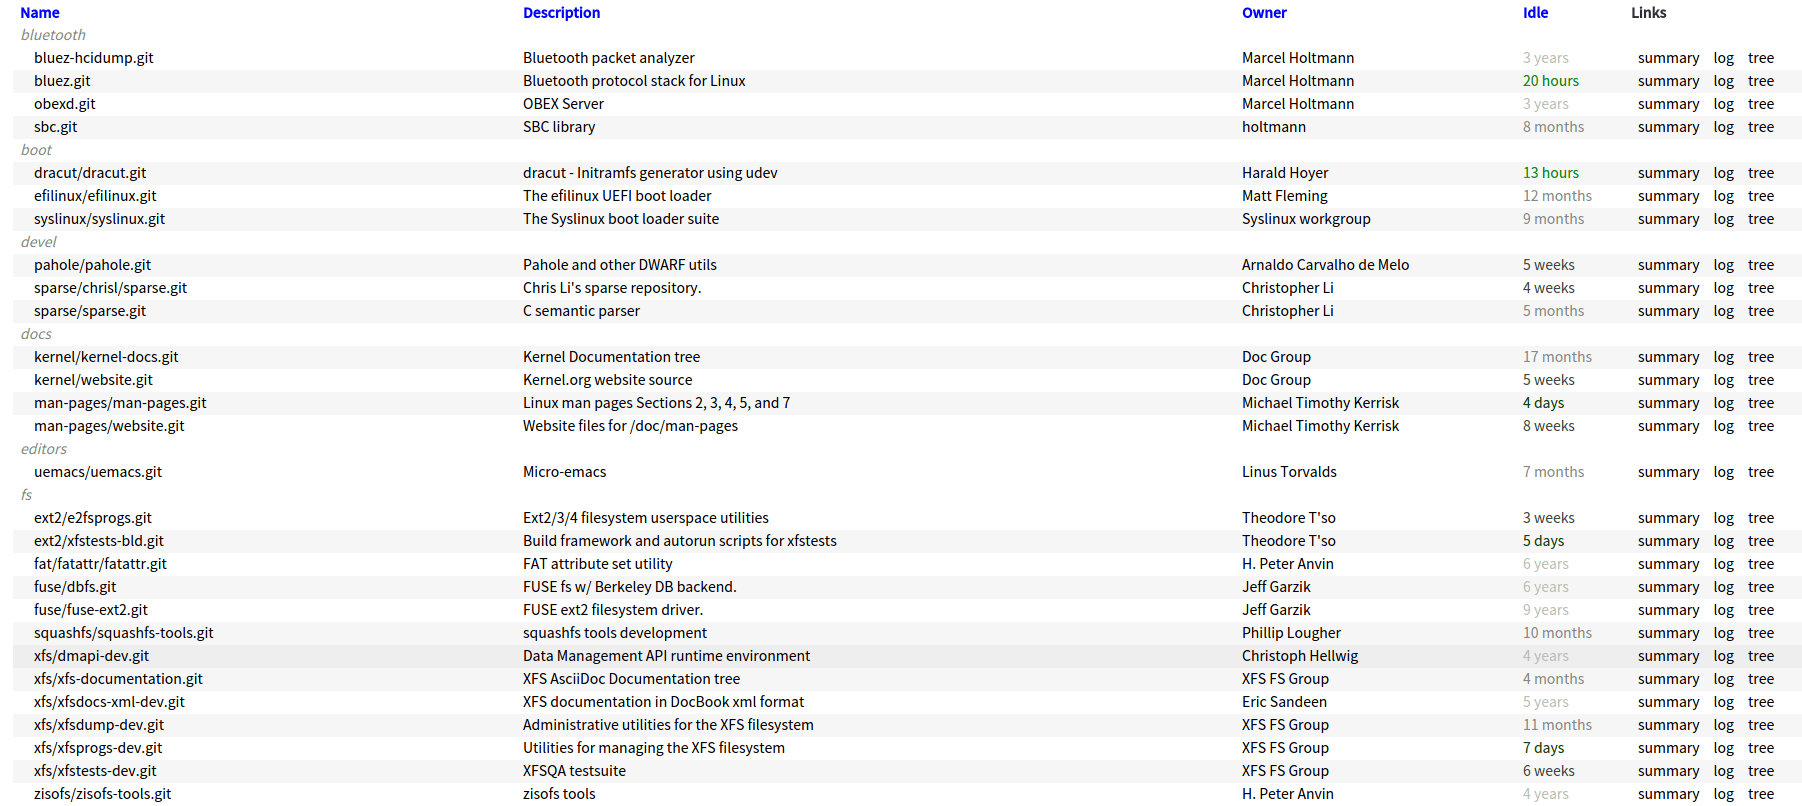 Name Description Owner Idle Links
bluetooth
bluez-hcidump.git Bluetooth packet analyzer Marcel Holtmann 3 years summary log tree
bluez.git Bluetooth protocol stack for Linux Marcel Holtmann 20 hours summary log tree
obexd.git OBEX Server Marcel Holtmann 3 years summary log tree
sbc.git SBC library holtmann 8 months summary log tree
boot
dracut/dracut.git dracut - Initramfs generator using udev Harald Hoyer 13 hours summary log tree
efilinux/efilinux.git The efilinux UEFI boot loader Matt Fleming 12 months summary log tree
syslinux/syslinux.git The Syslinux boot loader suite Syslinux workgroup 9 months summary log tree
devel
pahole/pahole.git Pahole and other DWARF utils Arnaldo Carvalho de Melo 5 weeks summary log tree
sparse/chrisl/sparse.git Chris Li's sparse repository. Christopher Li 4 weeks summary log tree
sparse/sparse.git C semantic parser Christopher Li 5 months summary log tree
docs
kernel/kernel-docs.git Kernel Documentation tree Doc Group 17 months summary log tree
kernel/website.git Kernel.org website source Doc Group 5 weeks summary log tree
man-pages/man-pages.git Linux man pages Sections 2, 3, 4, 5, and 7 Michael Timothy Kerrisk 4 days summary log tree
man-pages/website.git Website files for /doc/man-pages Michael Timothy Kerrisk 8 weeks summary log tree
editors
uemacs/uemacs.git Micro-emacs Linus Torvalds 7 months summary log tree
fs
ext2/e2fsprogs.git Ext2/3/4 filesystem userspace utilities Theodore T'so 3 weeks summary log tree
ext2/xfstests-bld.git Build framework and autorun scripts for xfstests Theodore T'so 5 days summary log tree
fat/fatattr/fatattr.git FAT attribute set utility H. Peter Anvin 6 years summary log tree
fuse/dbfs.git FUSE fs w/ Berkeley DB backend. Jeff Garzik 6 years summary log tree
fuse/fuse-ext2.git FUSE ext2 filesystem driver. Jeff Garzik 9 years summary log tree
squashfs/squashfs-tools.git squashfs tools development Phillip Lougher 10 months summary log tree
xfs/dmapi-dev.git Data Management API runtime environment Christoph Hellwig 4 years summary log tree
xfs/xfs-documentation.git XFS AsciiDoc Documentation tree XFS FS Group 4 months summary log tree
xfs/xfsdocs-xml-dev.git XFS documentation in DocBook xml format Eric Sandeen 5 years summary log tree
xfs/xfsdump-dev.git Administrative utilities for the XFS filesystem XFS FS Group 11 months summary log tree
xfs/xfsprogs-dev.git Utilities for managing the XFS filesystem XFS FS Group 7 days summary log tree
xfs/xfstests-dev.git XFSQA testsuite XFS FS Group 6 weeks summary log tree
zisofs/zisofs-tools.git zisofs tools H. Peter Anvin 4 years summary log tree